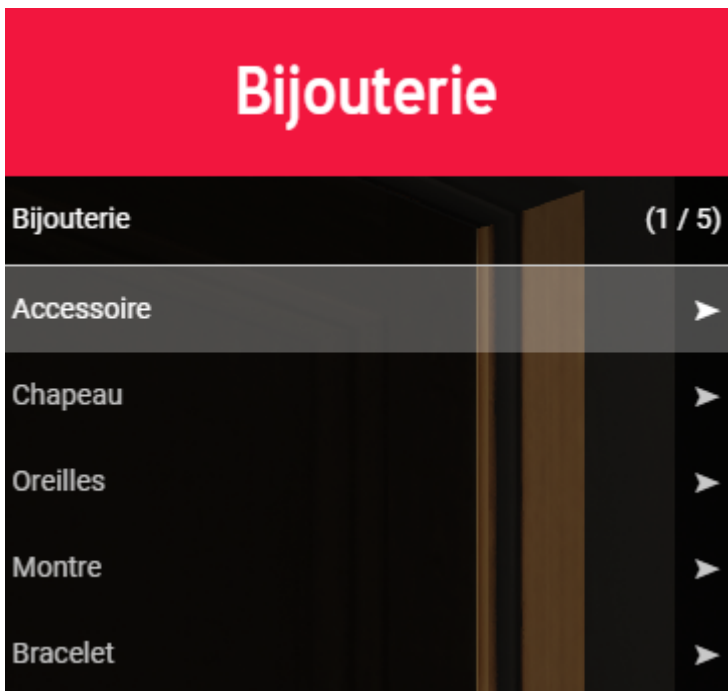 Bijouterie
Bijouterie (1 / 5)
Accessoire
Chapeau
Oreilles
Montre
Bracelet